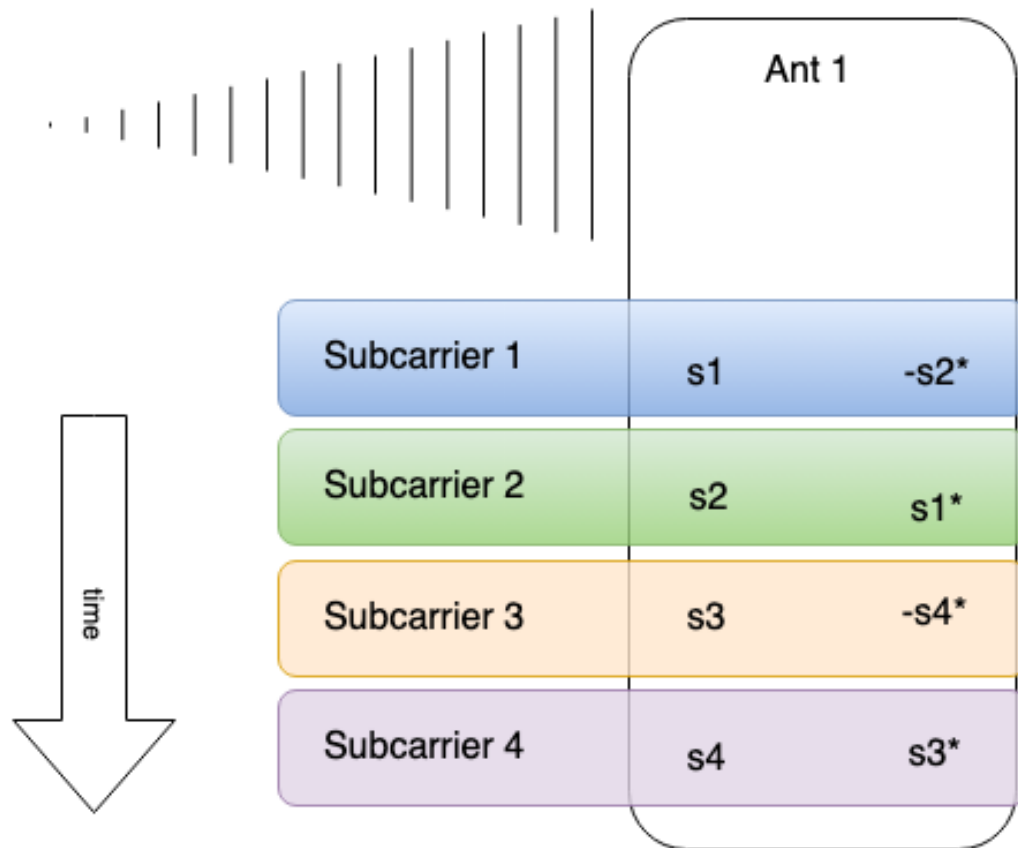 Ant 1
Subcarrier 1 s1 -s2*
Subcarrier 2 s2 s1*
Subcarrier 3 s3 -s4*
Subcarrier 4 s4 s3*
time